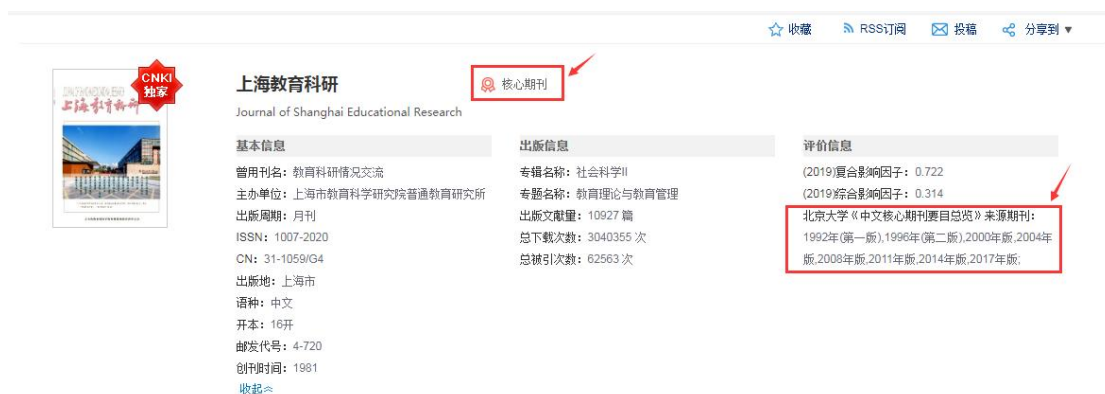 收藏 RSS订阅 投稿 分享到
CNKI
独家
上海教育科研
上海教育科研 核心期刊
Journal of Shanghai Educational Research
基本信息
曾用刊名：教育科研情况交流
主办单位：上海市教育科学研究院普通教育研究所
出版周期：月刊
ISSN：1007-2020
CN：31-1059/G4
出版地：上海市
语种：中文
开本：16开
邮发代号：4-720
创刊时间：1981
收起
出版信息
专辑名称：社会科学II
专题名称：教育理论与教育管理
出版文献量：10927 篇
总下载次数：3040355 次
总被引次数：62563 次
评价信息
(2019)复合影响因子：0.722
(2019)综合影响因子：0.314
北京大学《中文核心期刊要目总览》来源期刊：
1992年(第一版),1996年(第二版),2000年版,2004年
版,2008年版,2011年版,2014年版,2017年版;